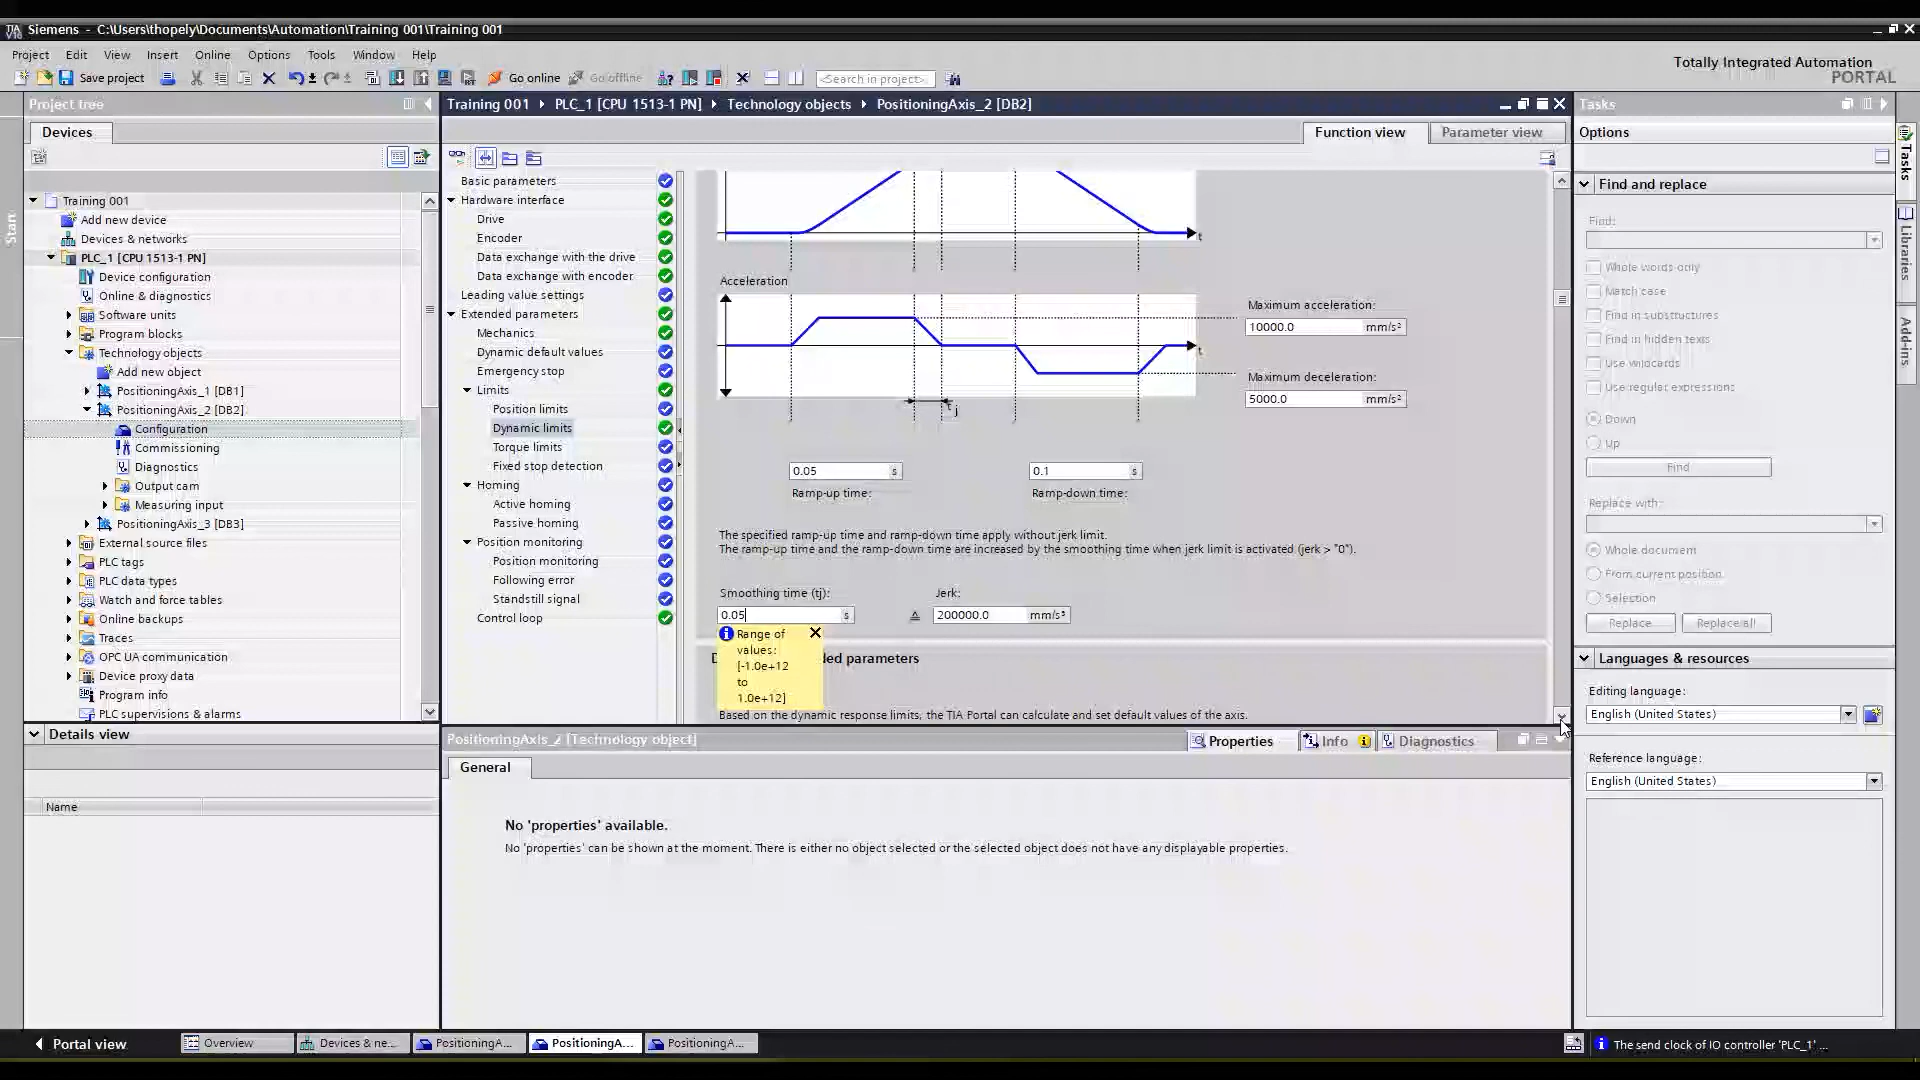 Siemens - C:\Users\thopely\Documents\Automation\Training 001\Training 001
Project Edit View Insert Online Options Tools Window Help
Totally Integrated Automation
PORTAL
Save project
Go online
Go offline
<Search in project>
Project tree
Training 001 PLC_1 [CPU 1513-1 PN] Technology objects PositioningAxis_2 [DB2]
Tasks
Devices
Function view
Parameter view
Options
Start
Training 001
Add new device
Devices & networks
PLC_1 [CPU 1513-1 PN]
Device configuration
Online & diagnostics
Software units
Program blocks
Technology objects
Add new object
PositioningAxis_1 [DB1]
PositioningAxis_2 [DB2]
Configuration
Commissioning
Diagnostics
Output cam
Measuring input
PositioningAxis_3 [DB3]
External source files
PLC tags
PLC data types
Watch and force tables
Online backups
Traces
OPC UA communication
Device proxy data
Program info
PLC supervisions & alarms
Details view
Name
Basic parameters
Hardware interface
Drive
Encoder
Data exchange with the drive
Data exchange with encoder
Leading value settings
Extended parameters
Mechanics
Dynamic default values
Emergency stop
Limits
Position limits
Dynamic limits
Torque limits
Fixed stop detection
Homing
Active homing
Passive homing
Position monitoring
Position monitoring
Following error
Standstill signal
Control loop
t
Acceleration
t
tj
Maximum acceleration:
10000.0 mm/s²
Maximum deceleration:
5000.0 mm/s²
0.05 s
Ramp-up time:
0.1 s
Ramp-down time:
The specified ramp-up time and ramp-down time apply without jerk limit.
The ramp-up time and the ramp-down time are increased by the smoothing time when jerk limit is activated (jerk > "0").
Smoothing time (tj):
0.05 s
Jerk:
200000.0 mm/s³
Range of
values:
[-1.0e+12
to
1.0e+12]
parameters
Based on the dynamic response limits, the TIA Portal can calculate and set default values of the axis.
PositioningAxis_2 [Technology object]
Properties
Info
Diagnostics
General
No 'properties' available.
No 'properties' can be shown at the moment. There is either no object selected or the selected object does not have any displayable properties.
Find and replace
Find:
Whole words only
Match case
Find in substructures
Find in hidden texts
Use wildcards
Use regular expressions
Down
Up
Find
Replace with:
Whole document
From current position
Selection
Replace
Replace all
Languages & resources
Editing language:
English (United States)
Reference language:
English (United States)
Tasks
Libraries
Add-ins
Portal view
Overview
Devices & ne...
PositioningA...
PositioningA...
PositioningA...
The send clock of IO controller 'PLC_1' ...